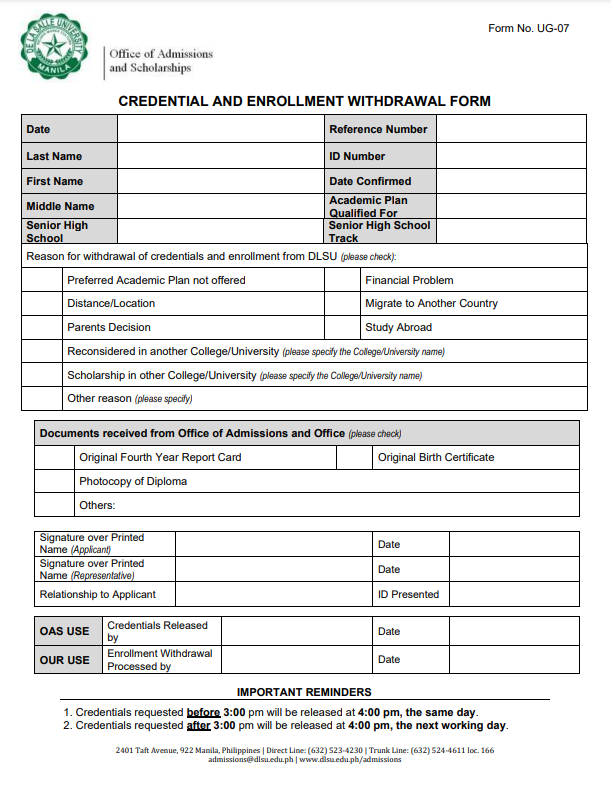 DE LA SALLE UNIVERSITY
MANILA
Office of Admissions
and Scholarships
Form No. UG-07
CREDENTIAL AND ENROLLMENT WITHDRAWAL FORM
Date Reference Number
Last Name ID Number
First Name Date Confirmed
Middle Name Academic Plan
Qualified For
Senior High
School Senior High School
Track
Reason for withdrawal of credentials and enrollment from DLSU (please check):
Preferred Academic Plan not offered Financial Problem
Distance/Location Migrate to Another Country
Parents Decision Study Abroad
Reconsidered in another College/University (please specify the College/University name)
Scholarship in other College/University (please specify the College/University name)
Other reason (please specify)
Documents received from Office of Admissions and Office (please check)
Original Fourth Year Report Card Original Birth Certificate
Photocopy of Diploma
Others:
Signature over Printed
Name (Applicant) Date
Signature over Printed
Name (Representative) Date
Relationship to Applicant ID Presented
OAS USE Credentials Released
by Date
OUR USE Enrollment Withdrawal
Processed by Date
IMPORTANT REMINDERS
1. Credentials requested before 3:00 pm will be released at 4:00 pm, the same day.
2. Credentials requested after 3:00 pm will be released at 4:00 pm, the next working day.
2401 Taft Avenue, 922 Manila, Philippines | Direct Line: (632) 523-4230 | Trunk Line: (632) 524-4611 loc. 166
admissions@dlsu.edu.ph | www.dlsu.edu.ph/admissions